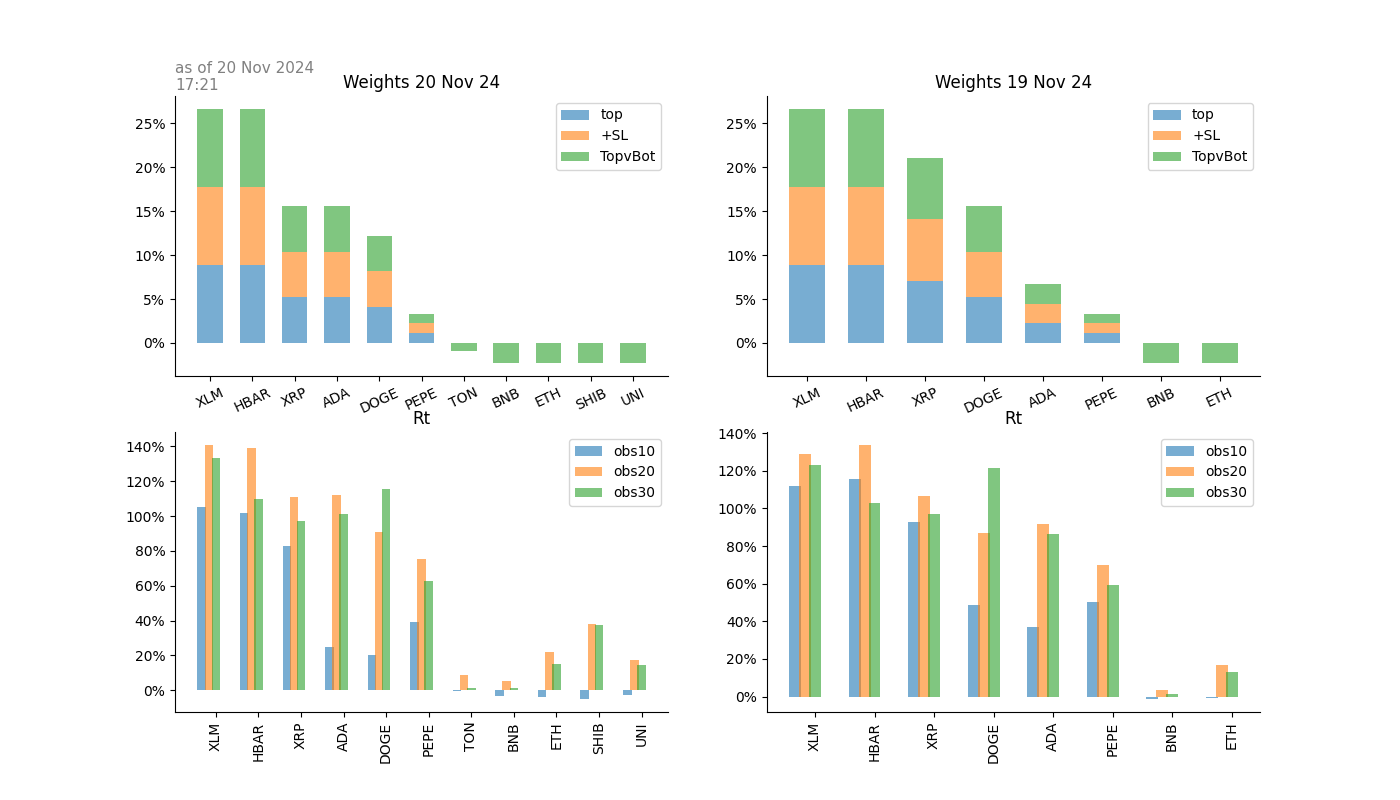 as of 20 Nov 2024
17:21
Weights 20 Nov 24
25%
20%
15%
10%
5%
0%
top
+SL
TopvBot
XLM HBAR XRP ADA DOGE PEPE TON BNB ETH SHIB UNI
Weights 19 Nov 24
25%
20%
15%
10%
5%
0%
top
+SL
TopvBot
XLM HBAR XRP DOGE ADA PEPE BNB ETH
Rt
140%
120%
100%
80%
60%
40%
20%
0%
obs10
obs20
obs30
XLM HBAR XRP ADA DOGE PEPE TON BNB ETH SHIB UNI
Rt
140%
120%
100%
80%
60%
40%
20%
0%
obs10
obs20
obs30
XLM HBAR XRP DOGE ADA PEPE BNB ETH